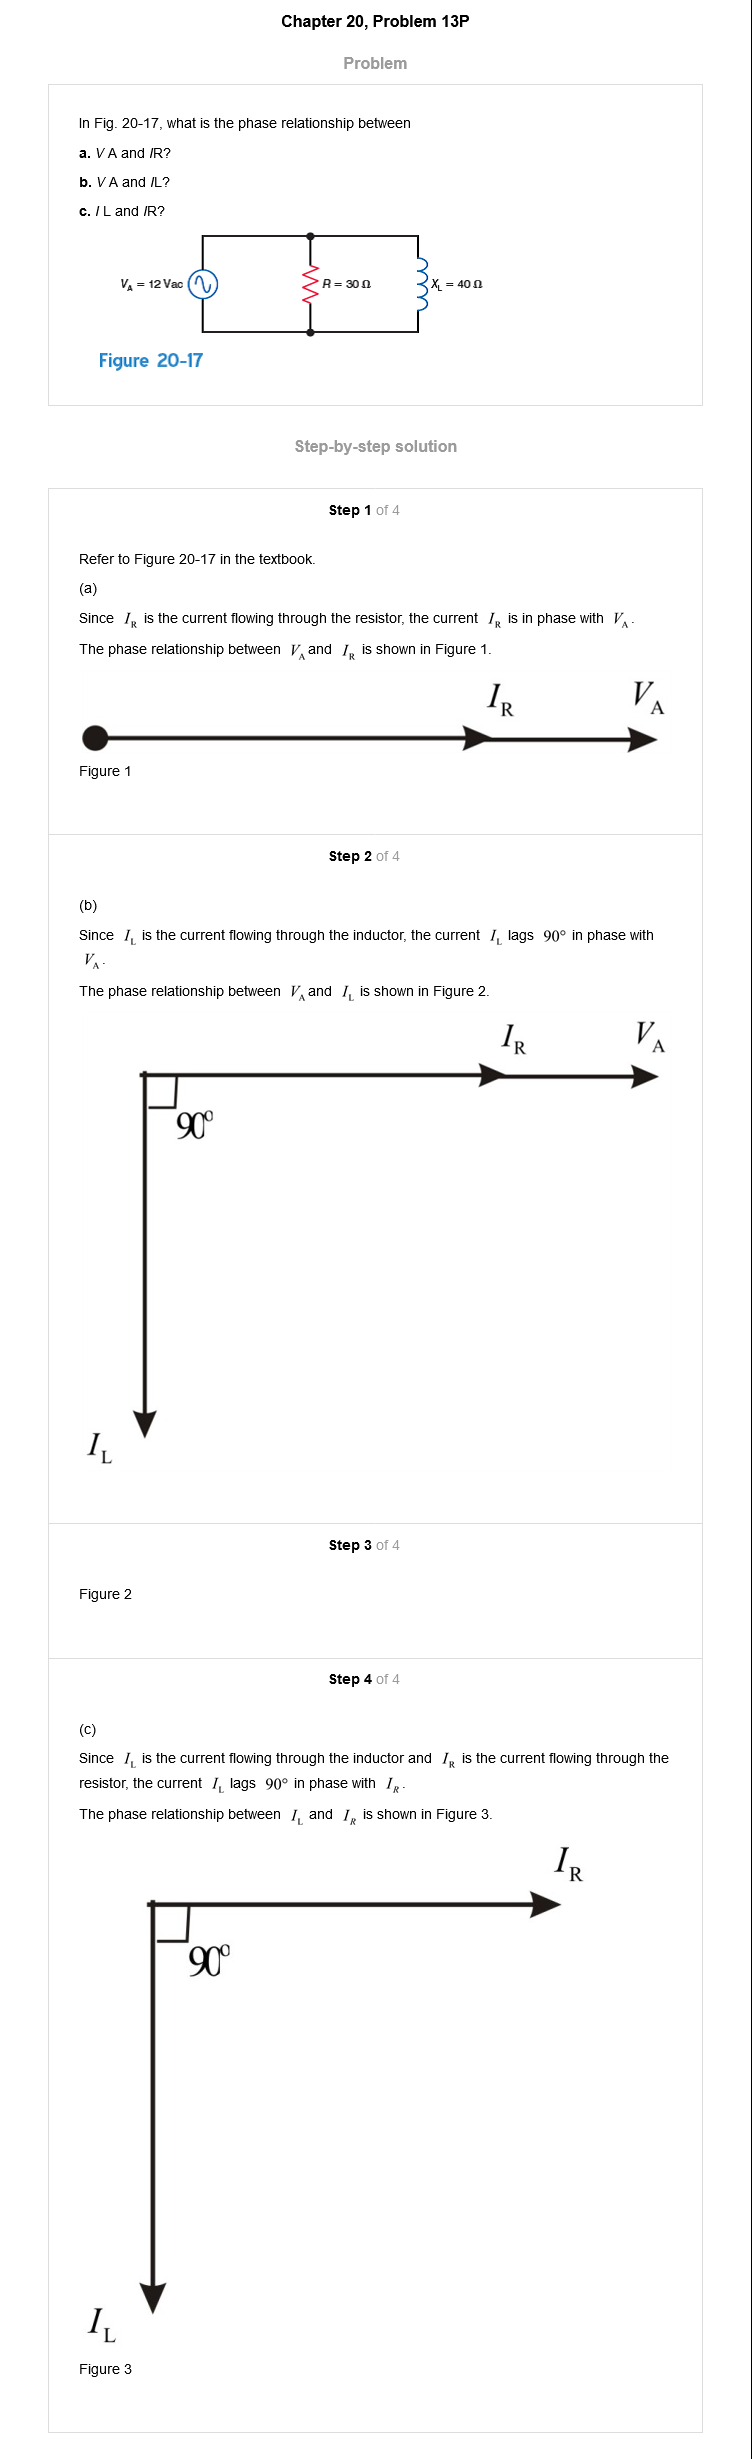 Chapter 20, Problem 13P
Problem
In Fig. 20-17, what is the phase relationship between
a. V A and IR?
b. V A and IL?
c. I L and IR?
V_A = 12 Vac
R = 30 Ω
X_L = 40 Ω
Figure 20-17
Step-by-step solution
Step 1 of 4
Refer to Figure 20-17 in the textbook.
(a)
Since I_R is the current flowing through the resistor, the current I_R is in phase with V_A .
The phase relationship between V_A and I_R is shown in Figure 1.
I_R V_A
Figure 1
Step 2 of 4
(b)
Since I_L is the current flowing through the inductor, the current I_L lags 90° in phase with
V_A .
The phase relationship between V_A and I_L is shown in Figure 2.
I_R V_A
90°
I_L
Step 3 of 4
Figure 2
Step 4 of 4
(c)
Since I_L is the current flowing through the inductor and I_R is the current flowing through the
resistor, the current I_L lags 90° in phase with I_R .
The phase relationship between I_L and I_R is shown in Figure 3.
I_R
90°
I_L
Figure 3